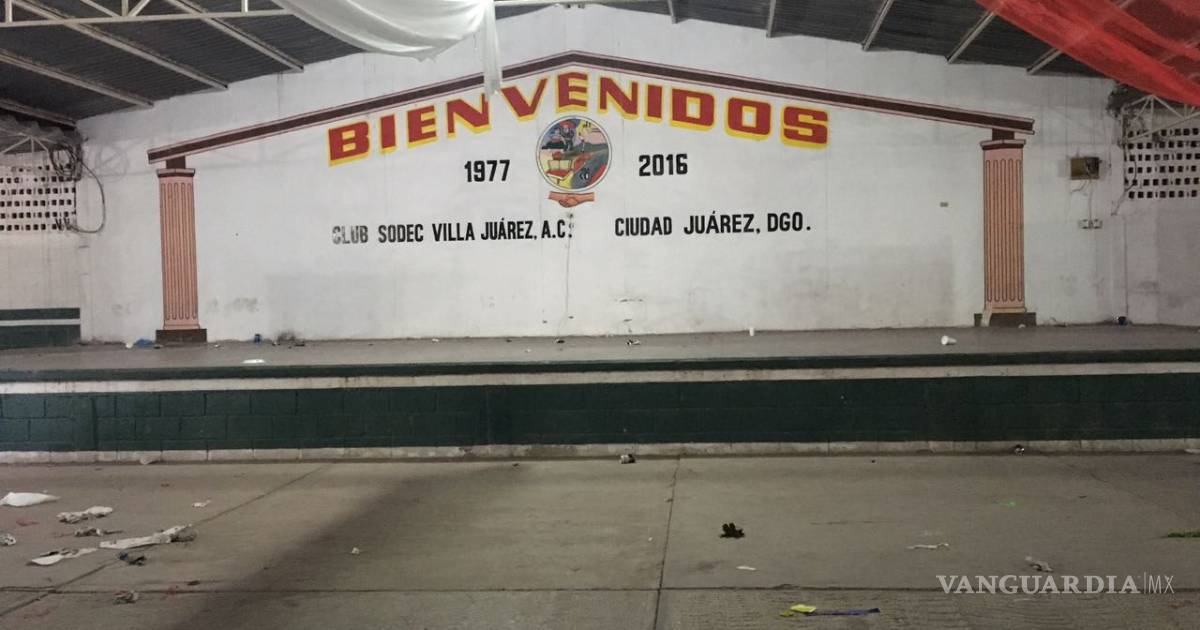 BIENVENIDOS
1977 2016
CLUB SODEC VILLA JUÁREZ, A.C. CIUDAD JUÁREZ, DGO.
VANGUARDIA|MX